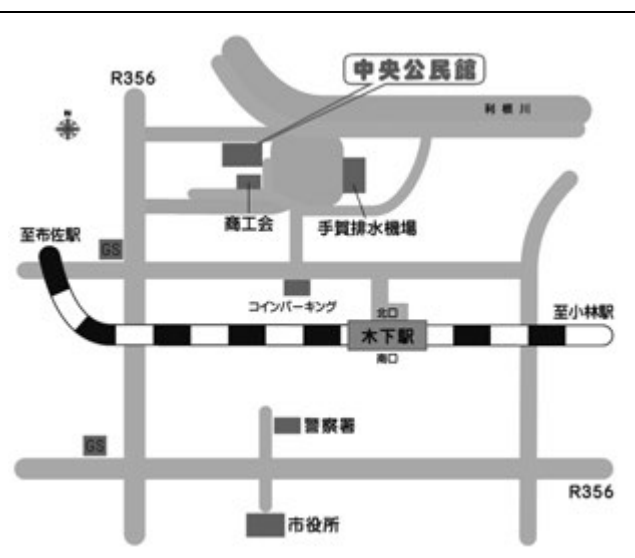 中央公民館
R356
利根川
N
商工会
手賀排水機場
至布佐駅
GS
コインパーキング
北口
至小林駅
木下駅
南口
警察署
GS
R356
市役所